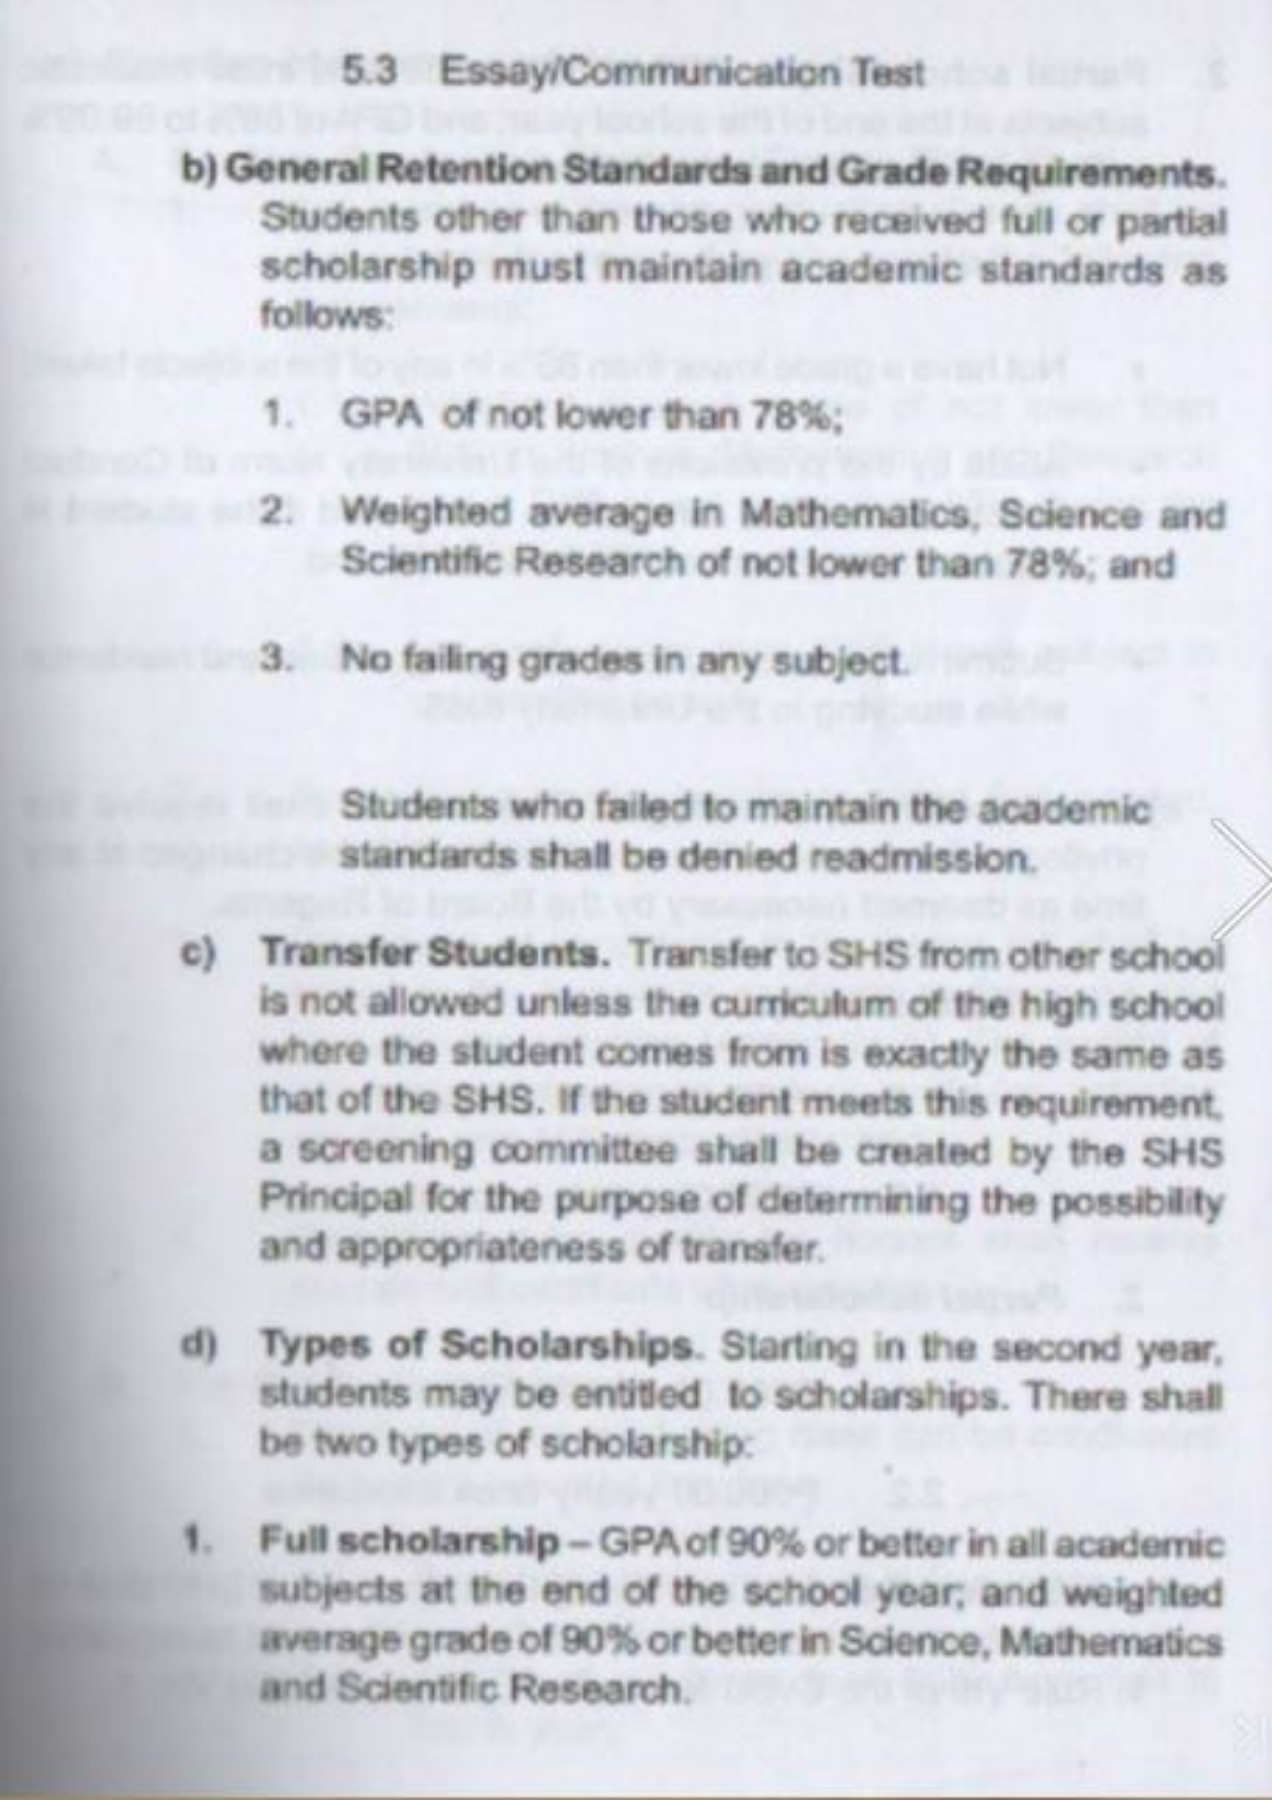 5.3 Essay/Communication Test
b) General Retention Standards and Grade Requirements.
Students other than those who received full or partial
scholarship must maintain academic standards as
follows:
1. GPA of not lower than 78%;
2. Weighted average in Mathematics, Science and
Scientific Research of not lower than 78%; and
3. No failing grades in any subject.
Students who failed to maintain the academic
standards shall be denied readmission.
c) Transfer Students. Transfer to SHS from other school
is not allowed unless the curriculum of the high school
where the student comes from is exactly the same as
that of the SHS. If the student meets this requirement,
a screening committee shall be created by the SHS
Principal for the purpose of determining the possibility
and appropriateness of transfer.
d) Types of Scholarships. Starting in the second year,
students may be entitled to scholarships. There shall
be two types of scholarship:
1. Full scholarship – GPA of 90% or better in all academic
subjects at the end of the school year; and weighted
average grade of 90% or better in Science, Mathematics
and Scientific Research.